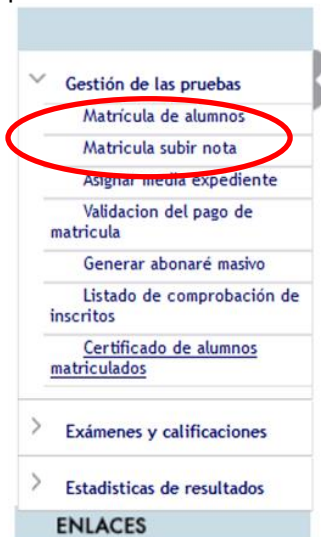 Gestión de las pruebas
Matrícula de alumnos
Matricula subir nota
Asignar media expediente
Validacion del pago de
matricula
Generar abonaré masivo
Listado de comprobación de
inscritos
Certificado de alumnos
matriculados
Exámenes y calificaciones
Estadisticas de resultados
ENLACES